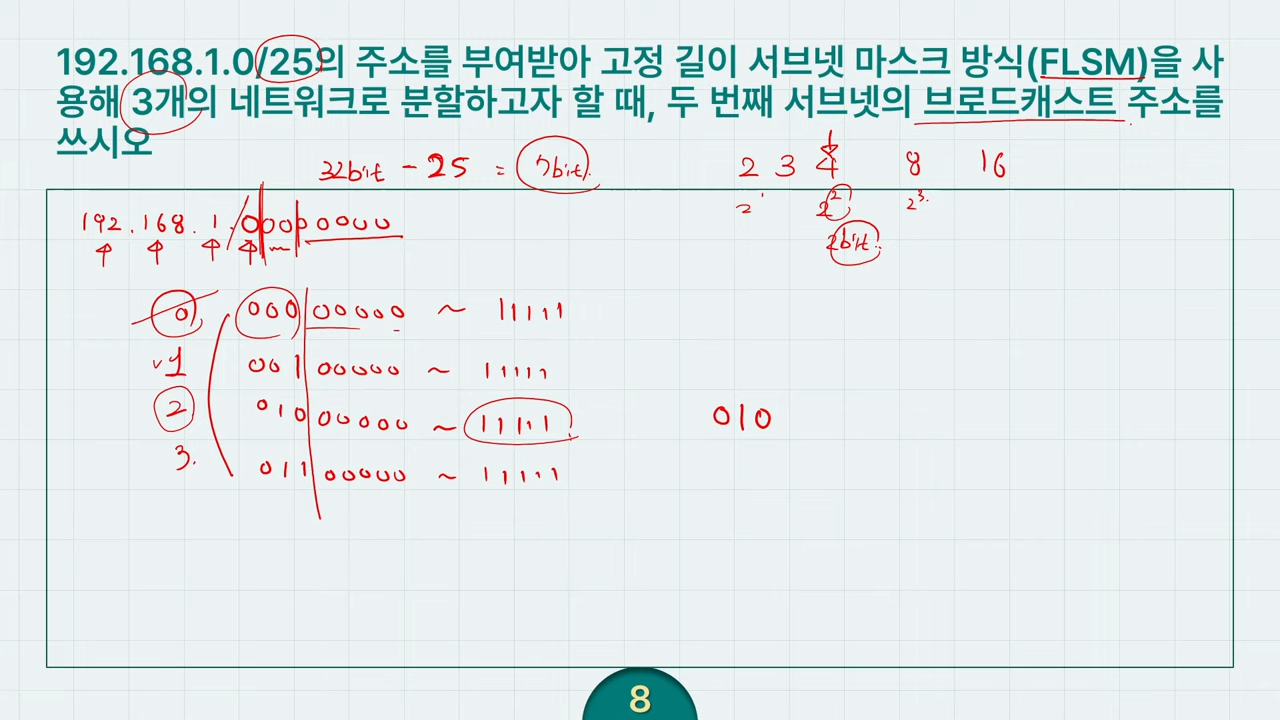 192.168.1.0/25의 주소를 부여받아 고정 길이 서브넷 마스크 방식(FLSM)을 사
용해 3개의 네트워크로 분할하고자 할 때, 두 번째 서브넷의 브로드캐스트 주소를
쓰시오
32bit - 25 = 7bit. 2 3 4 8 16
2¹ 2² 2³.
2bit.
192.168.1.00000000
0 000 00000 ~ 11111
1 001 00000 ~ 11111
2 010 00000 ~ 11111. 010
3. 011 00000 ~ 11111
8